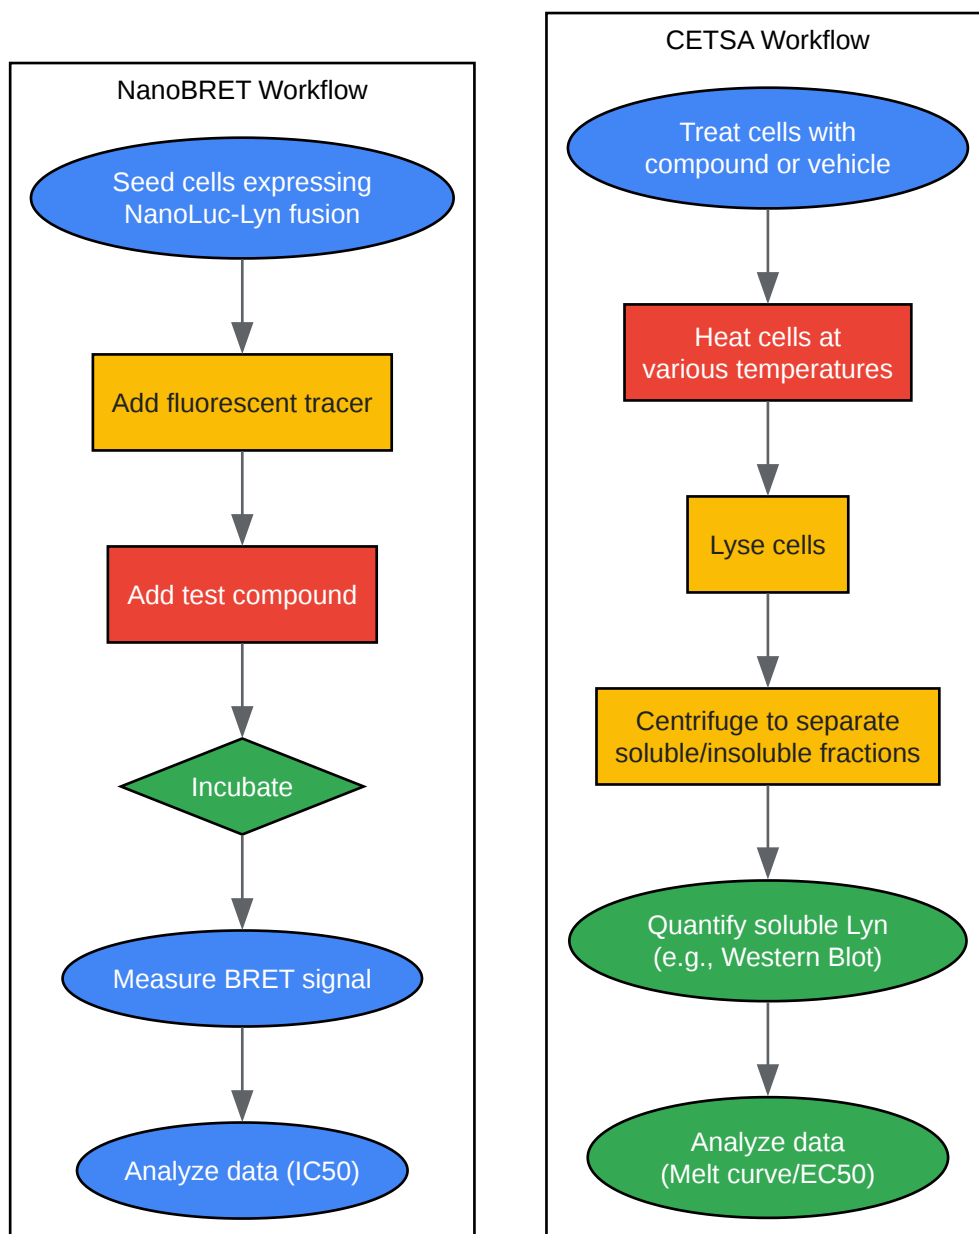 NanoBRET Workflow
Seed cells expressing
NanoLuc-Lyn fusion
Add fluorescent tracer
Add test compound
Incubate
Measure BRET signal
Analyze data (IC50)
CETSA Workflow
Treat cells with
compound or vehicle
Heat cells at
various temperatures
Lyse cells
Centrifuge to separate
soluble/insoluble fractions
Quantify soluble Lyn
(e.g., Western Blot)
Analyze data
(Melt curve/EC50)